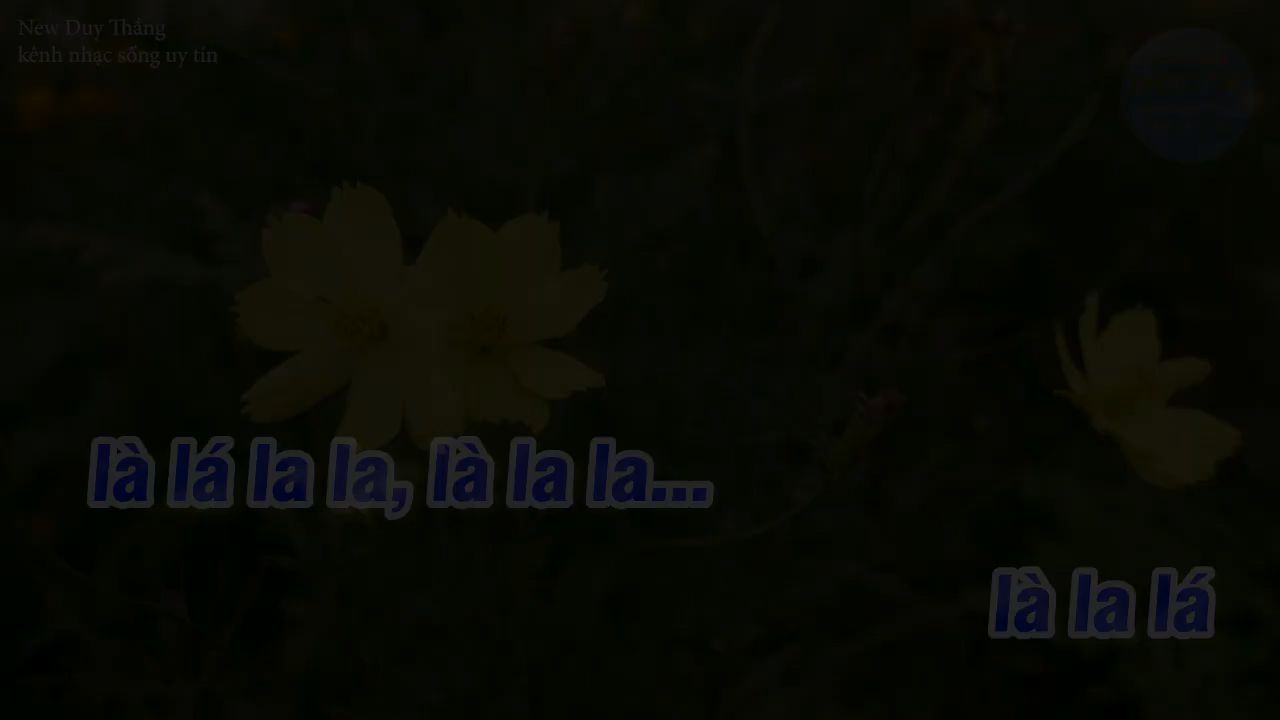 New Duy Thắng
kênh nhạc sống uy tín
là lá la la, là la la...
là la lá